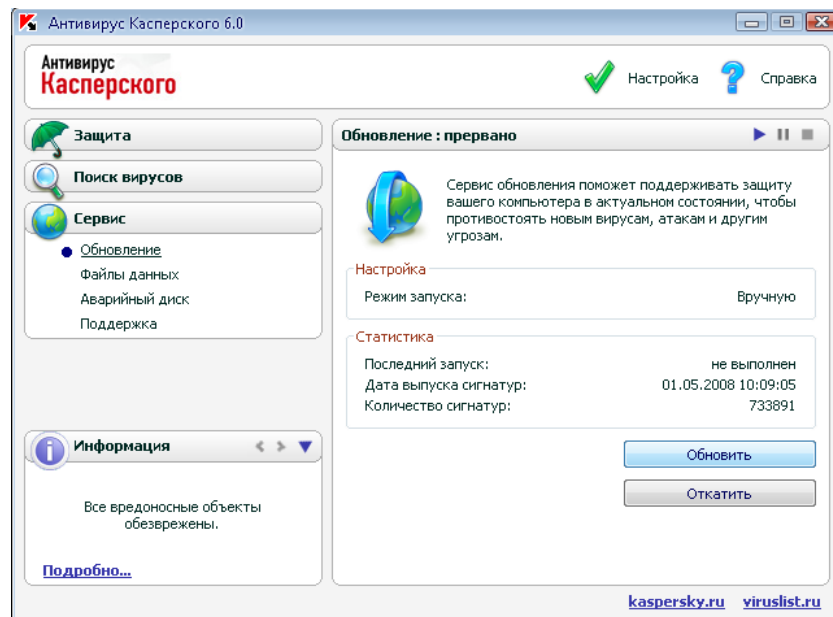 Антивирус Касперского 6.0
Антивирус
Касперского
Настройка
Справка
Защита
Поиск вирусов
Сервис
Обновление
Файлы данных
Аварийный диск
Поддержка
Информация
Все вредоносные объекты
обезврежены.
Подробно...
Обновление : прервано
Сервис обновления поможет поддерживать защиту
вашего компьютера в актуальном состоянии, чтобы
противостоять новым вирусам, атакам и другим
угрозам.
Настройка
Режим запуска: Вручную
Статистика
Последний запуск: не выполнен
Дата выпуска сигнатур: 01.05.2008 10:09:05
Количество сигнатур: 733891
Обновить
Откатить
kaspersky.ru viruslist.ru